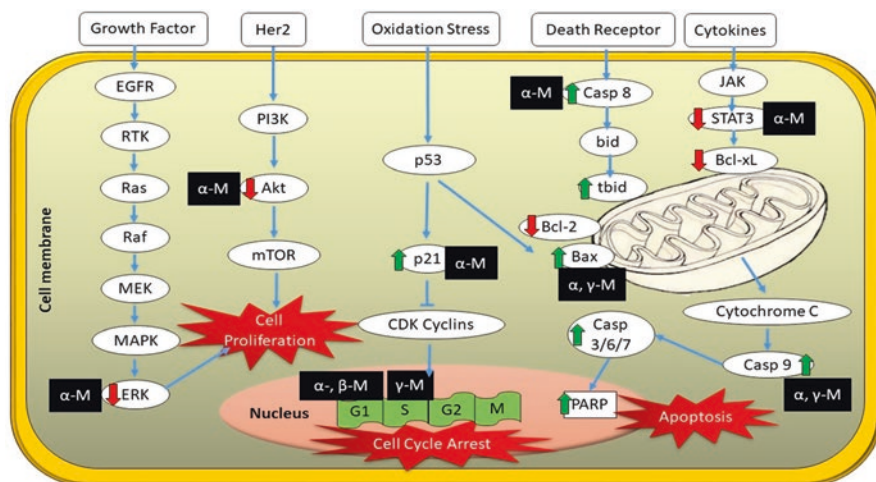 Growth Factor
Her2
Oxidation Stress
Death Receptor
Cytokines
Cell membrane
EGFR
RTK
Ras
Raf
MEK
MAPK
α-M
ERK
PI3K
α-M
Akt
mTOR
Cell
Proliferation
p53
p21
α-M
CDK Cyclins
α-, β-M
γ-M
Nucleus
G1
S
G2
M
Cell Cycle Arrest
α-M
Casp 8
bid
tbid
Bcl-2
Bax
α, γ-M
JAK
STAT3
α-M
Bcl-xL
Cytochrome C
Casp 9
α, γ-M
Casp
3/6/7
PARP
Apoptosis